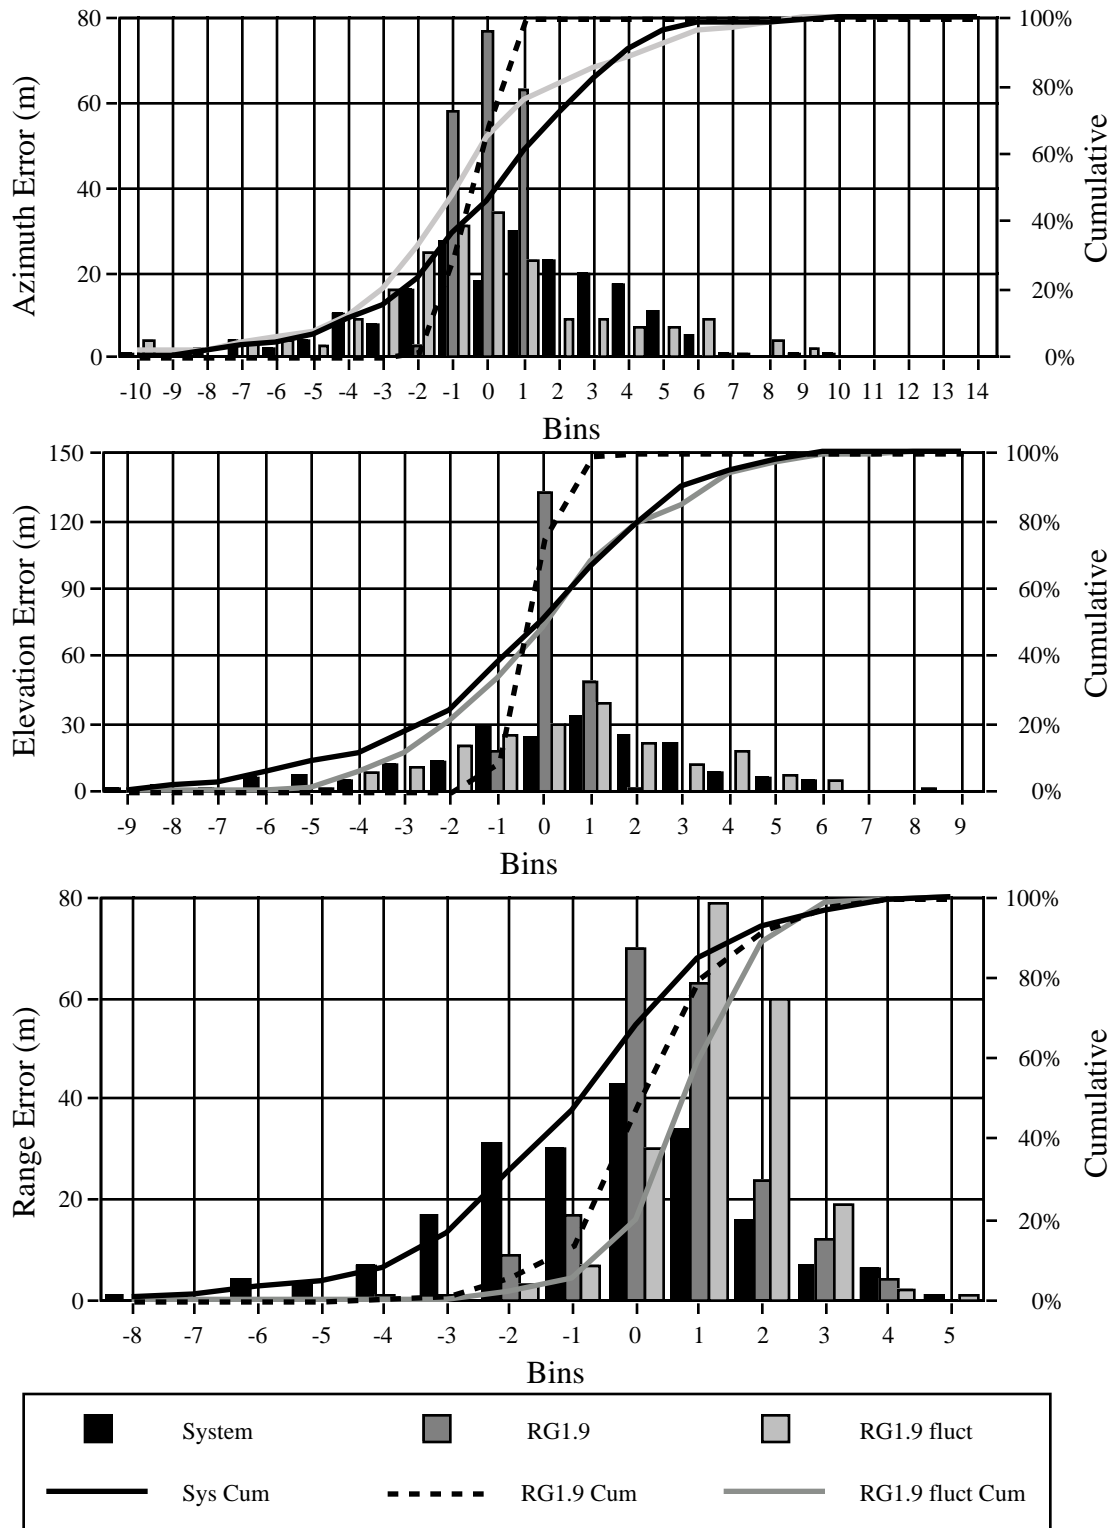 Azimuth Error (m)
80
60
40
20
0
100%
80%
60%
40%
20%
0%
Cumulative
-10 -9 -8 -7 -6 -5 -4 -3 -2 -1 0 1 2 3 4 5 6 7 8 9 10 11 12 13 14
Bins
Elevation Error (m)
150
120
90
60
30
0
100%
80%
60%
40%
20%
0%
Cumulative
-9 -8 -7 -6 -5 -4 -3 -2 -1 0 1 2 3 4 5 6 7 8 9
Bins
Range Error (m)
80
60
40
20
0
100%
80%
60%
40%
20%
0%
Cumulative
-8 -7 -6 -5 -4 -3 -2 -1 0 1 2 3 4 5
Bins
System RG1.9 RG1.9 fluct
Sys Cum RG1.9 Cum RG1.9 fluct Cum